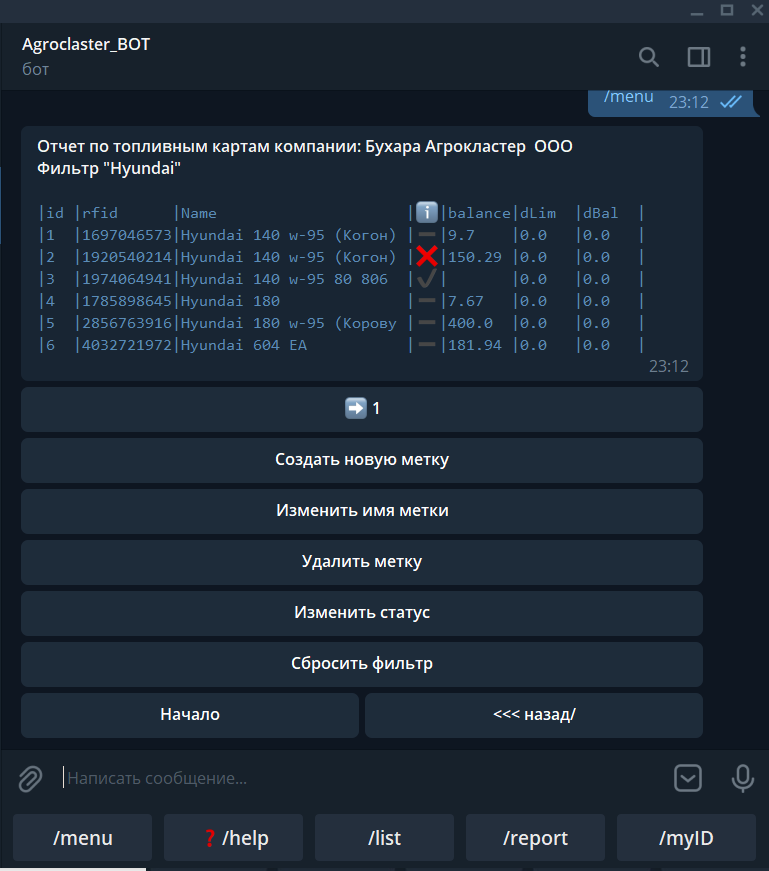 Agroclaster_BOT
бот
/menu 23:12
Отчет по топливным картам компании: Бухара Агрокластер ООО
Фильтр "Hyundai"
|id |rfid |Name |ℹ️|balance|dLim |dBal |
|1 |1697046573|Hyundai 140 w-95 (Когон) |➖|9.7 |0.0 |0.0 |
|2 |1920540214|Hyundai 140 w-95 (Когон) |❌|150.29 |0.0 |0.0 |
|3 |1974064941|Hyundai 140 w-95 80 806 |✔️| |0.0 |0.0 |
|4 |1785898645|Hyundai 180 |➖|7.67 |0.0 |0.0 |
|5 |2856763916|Hyundai 180 w-95 (Корову |➖|400.0 |0.0 |0.0 |
|6 |4032721972|Hyundai 604 EA |➖|181.94 |0.0 |0.0 |
23:12
➡️ 1
Создать новую метку
Изменить имя метки
Удалить метку
Изменить статус
Сбросить фильтр
Начало <<< назад/
Написать сообщение...
/menu ❓/help /list /report /myID